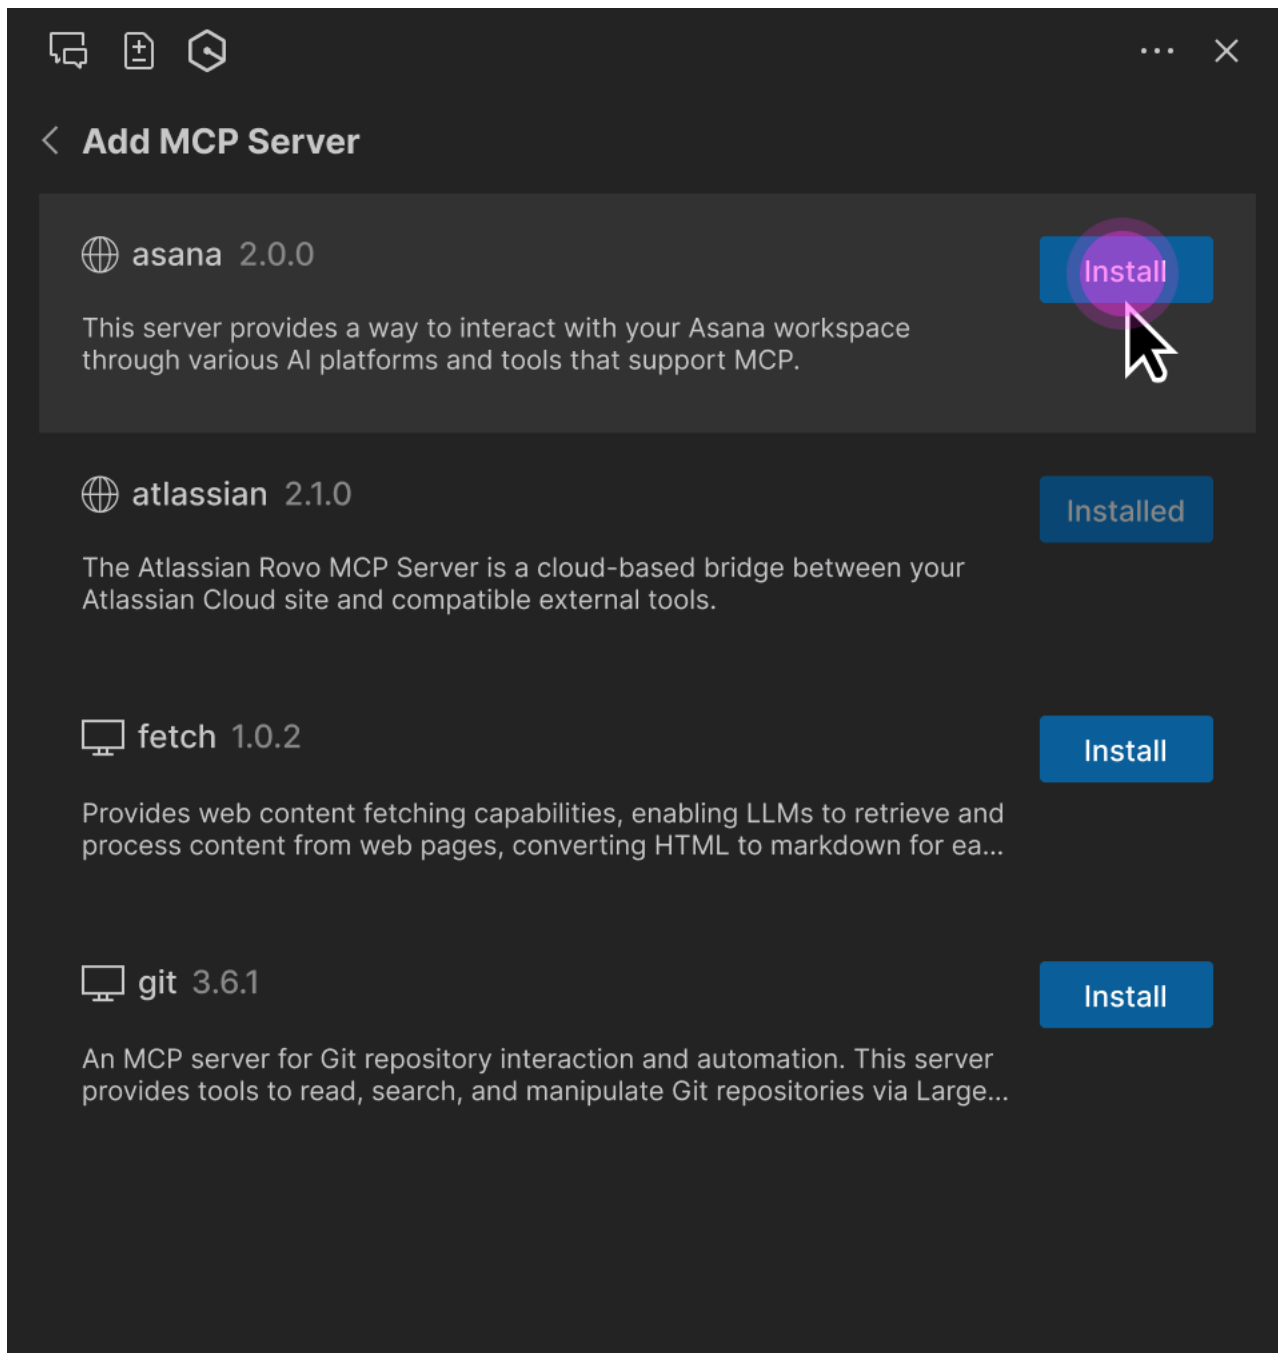 Add MCP Server
asana 2.0.0
Install
This server provides a way to interact with your Asana workspace
through various AI platforms and tools that support MCP.
atlassian 2.1.0
Installed
The Atlassian Rovo MCP Server is a cloud-based bridge between your
Atlassian Cloud site and compatible external tools.
fetch 1.0.2
Install
Provides web content fetching capabilities, enabling LLMs to retrieve and
process content from web pages, converting HTML to markdown for ea...
git 3.6.1
Install
An MCP server for Git repository interaction and automation. This server
provides tools to read, search, and manipulate Git repositories via Large...